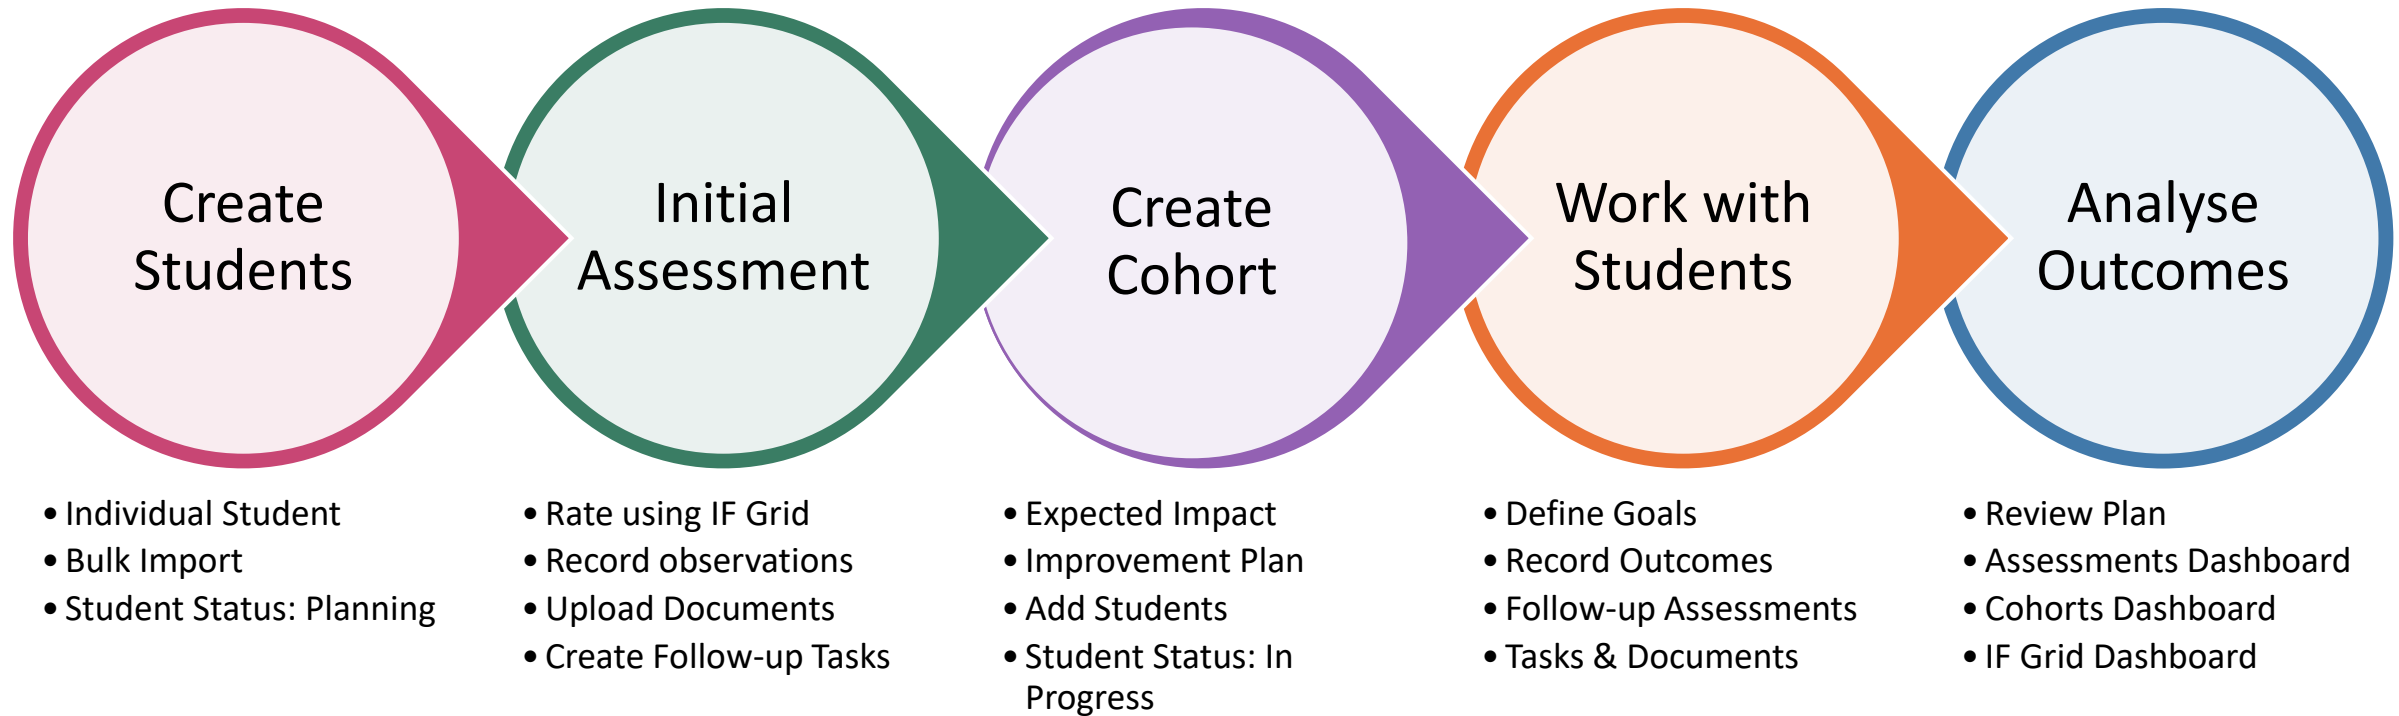 Create
Students
Initial
Assessment
Create
Cohort
Work with
Students
Analyse
Outcomes
• Individual Student
• Bulk Import
• Student Status: Planning
• Rate using IF Grid
• Record observations
• Upload Documents
• Create Follow-up Tasks
• Expected Impact
• Improvement Plan
• Add Students
• Student Status: In
Progress
• Define Goals
• Record Outcomes
• Follow-up Assessments
• Tasks & Documents
• Review Plan
• Assessments Dashboard
• Cohorts Dashboard
• IF Grid Dashboard